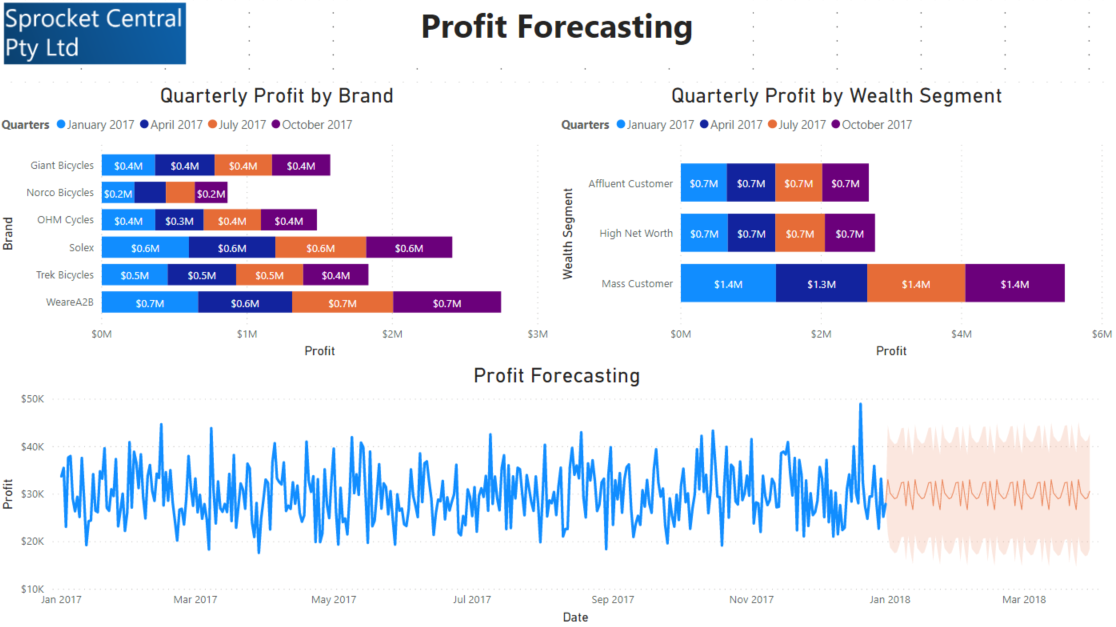 Sprocket Central
Pty Ltd
Profit Forecasting
Quarterly Profit by Brand
Quarters January 2017 April 2017 July 2017 October 2017
Brand
Giant Bicycles $0.4M $0.4M $0.4M $0.4M
Norco Bicycles $0.2M $0.2M
OHM Cycles $0.4M $0.3M $0.4M $0.4M
Solex $0.6M $0.6M $0.6M $0.6M
Trek Bicycles $0.5M $0.5M $0.5M $0.4M
WeareA2B $0.7M $0.6M $0.7M $0.7M
$0M $1M $2M $3M
Profit
Quarterly Profit by Wealth Segment
Quarters January 2017 April 2017 July 2017 October 2017
Wealth Segment
Affluent Customer $0.7M $0.7M $0.7M $0.7M
High Net Worth $0.7M $0.7M $0.7M $0.7M
Mass Customer $1.4M $1.3M $1.4M $1.4M
$0M $2M $4M $6M
Profit
Profit Forecasting
Profit
$50K
$40K
$30K
$20K
$10K
Jan 2017 Mar 2017 May 2017 Jul 2017 Sep 2017 Nov 2017 Jan 2018 Mar 2018
Date